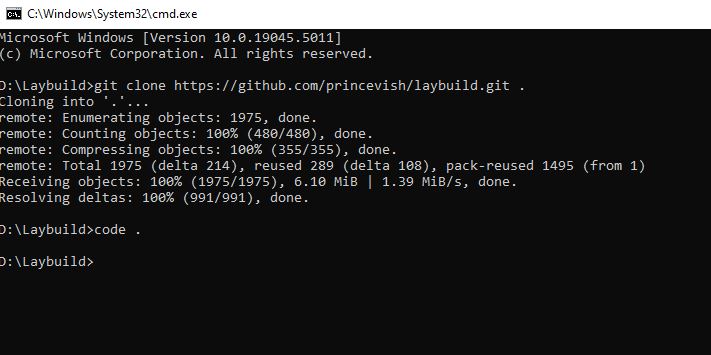 C:\Windows\System32\cmd.exe
Microsoft Windows [Version 10.0.19045.5011]
(c) Microsoft Corporation. All rights reserved.
D:\Laybuild>git clone https://github.com/princevish/laybuild.git .
Cloning into '.'...
remote: Enumerating objects: 1975, done.
remote: Counting objects: 100% (480/480), done.
remote: Compressing objects: 100% (355/355), done.
remote: Total 1975 (delta 214), reused 289 (delta 108), pack-reused 1495 (from 1)
Receiving objects: 100% (1975/1975), 6.10 MiB | 1.39 MiB/s, done.
Resolving deltas: 100% (991/991), done.
D:\Laybuild>code .
D:\Laybuild>